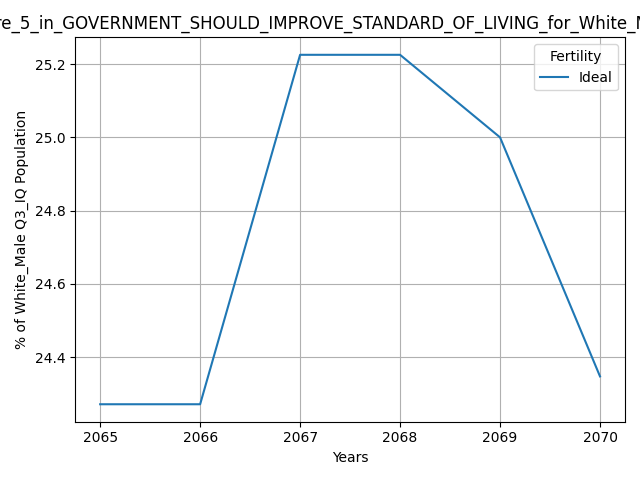 re_5_in_GOVERNMENT_SHOULD_IMPROVE_STANDARD_OF_LIVING_for_White_M
Fertility
Ideal
% of White_Male Q3_IQ Population
25.2
25.0
24.8
24.6
24.4
2065 2066 2067 2068 2069 2070
Years